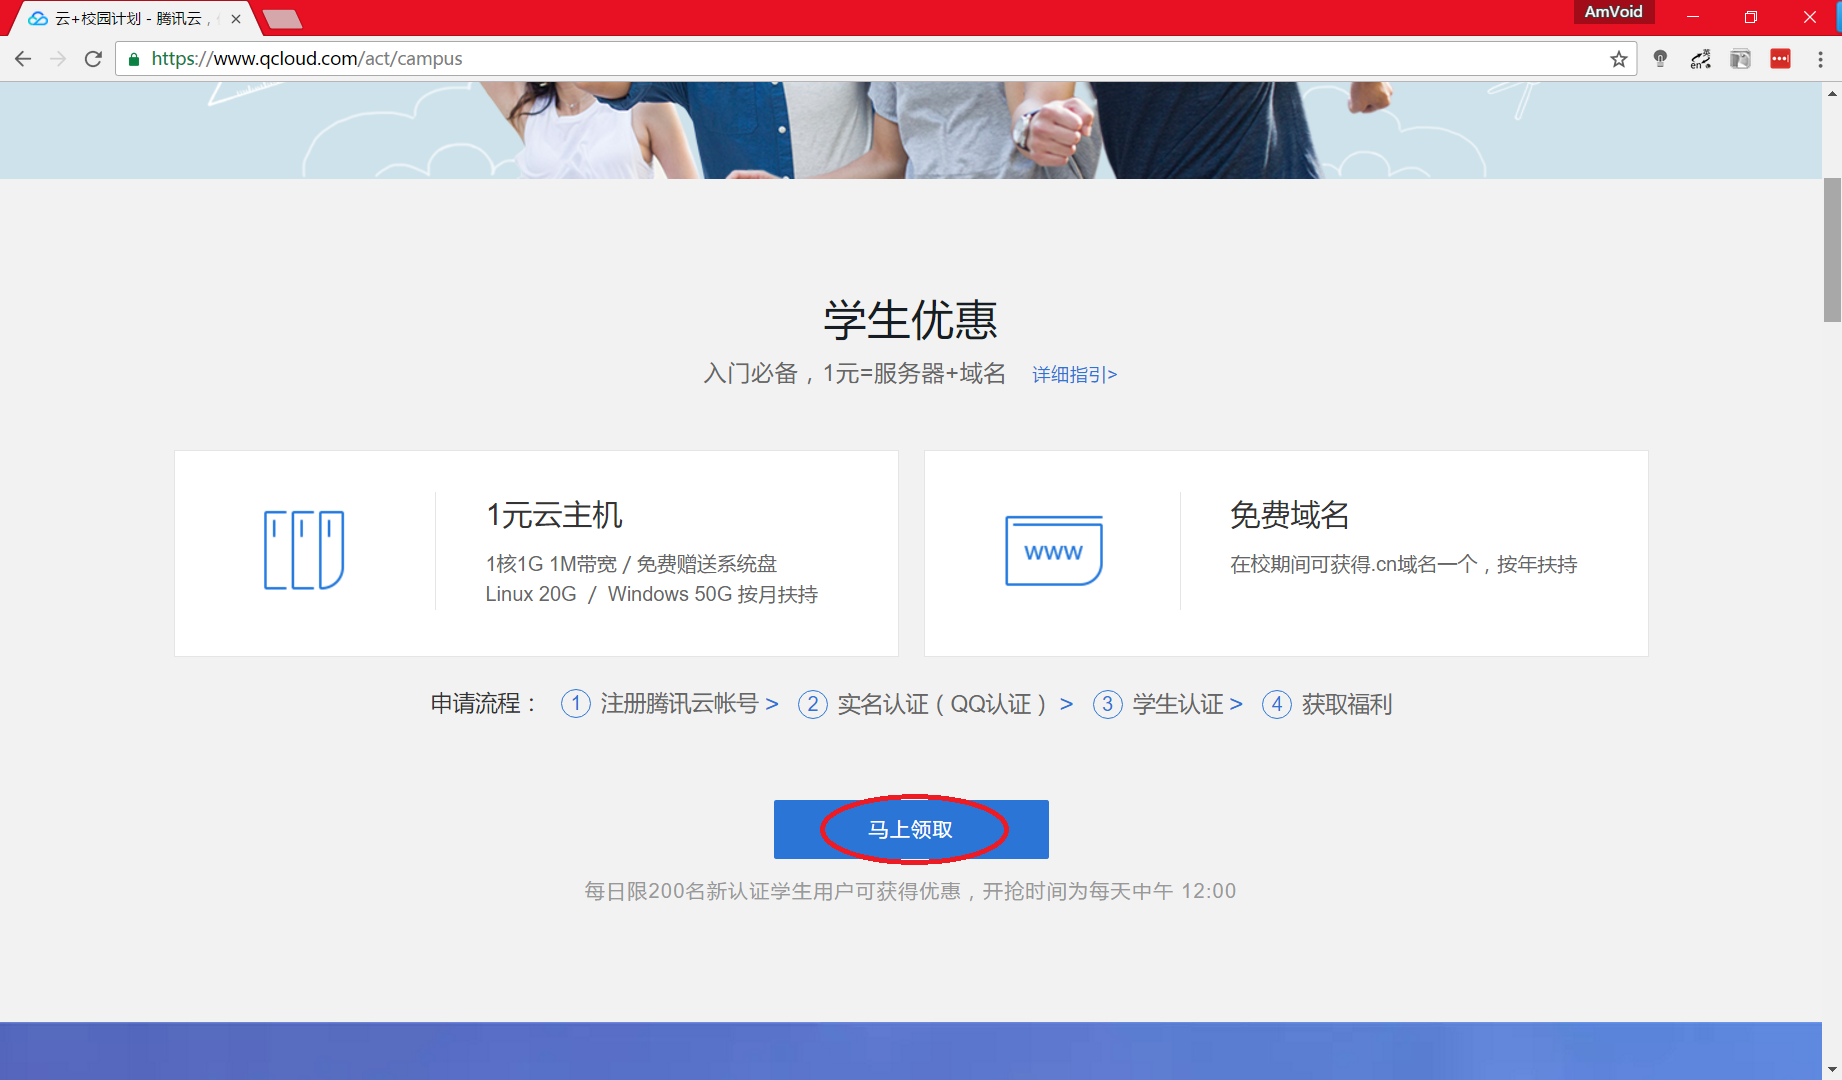 云+校园计划 - 腾讯云，
AmVoid
https://www.qcloud.com/act/campus
英
en
学生优惠
入门必备，1元=服务器+域名 详细指引>
1元云主机
1核1G 1M带宽 / 免费赠送系统盘
Linux 20G / Windows 50G 按月扶持
www
免费域名
在校期间可获得.cn域名一个，按年扶持
申请流程： 1 注册腾讯云帐号 > 2 实名认证（QQ认证） > 3 学生认证 > 4 获取福利
马上领取
每日限200名新认证学生用户可获得优惠，开抢时间为每天中午 12:00